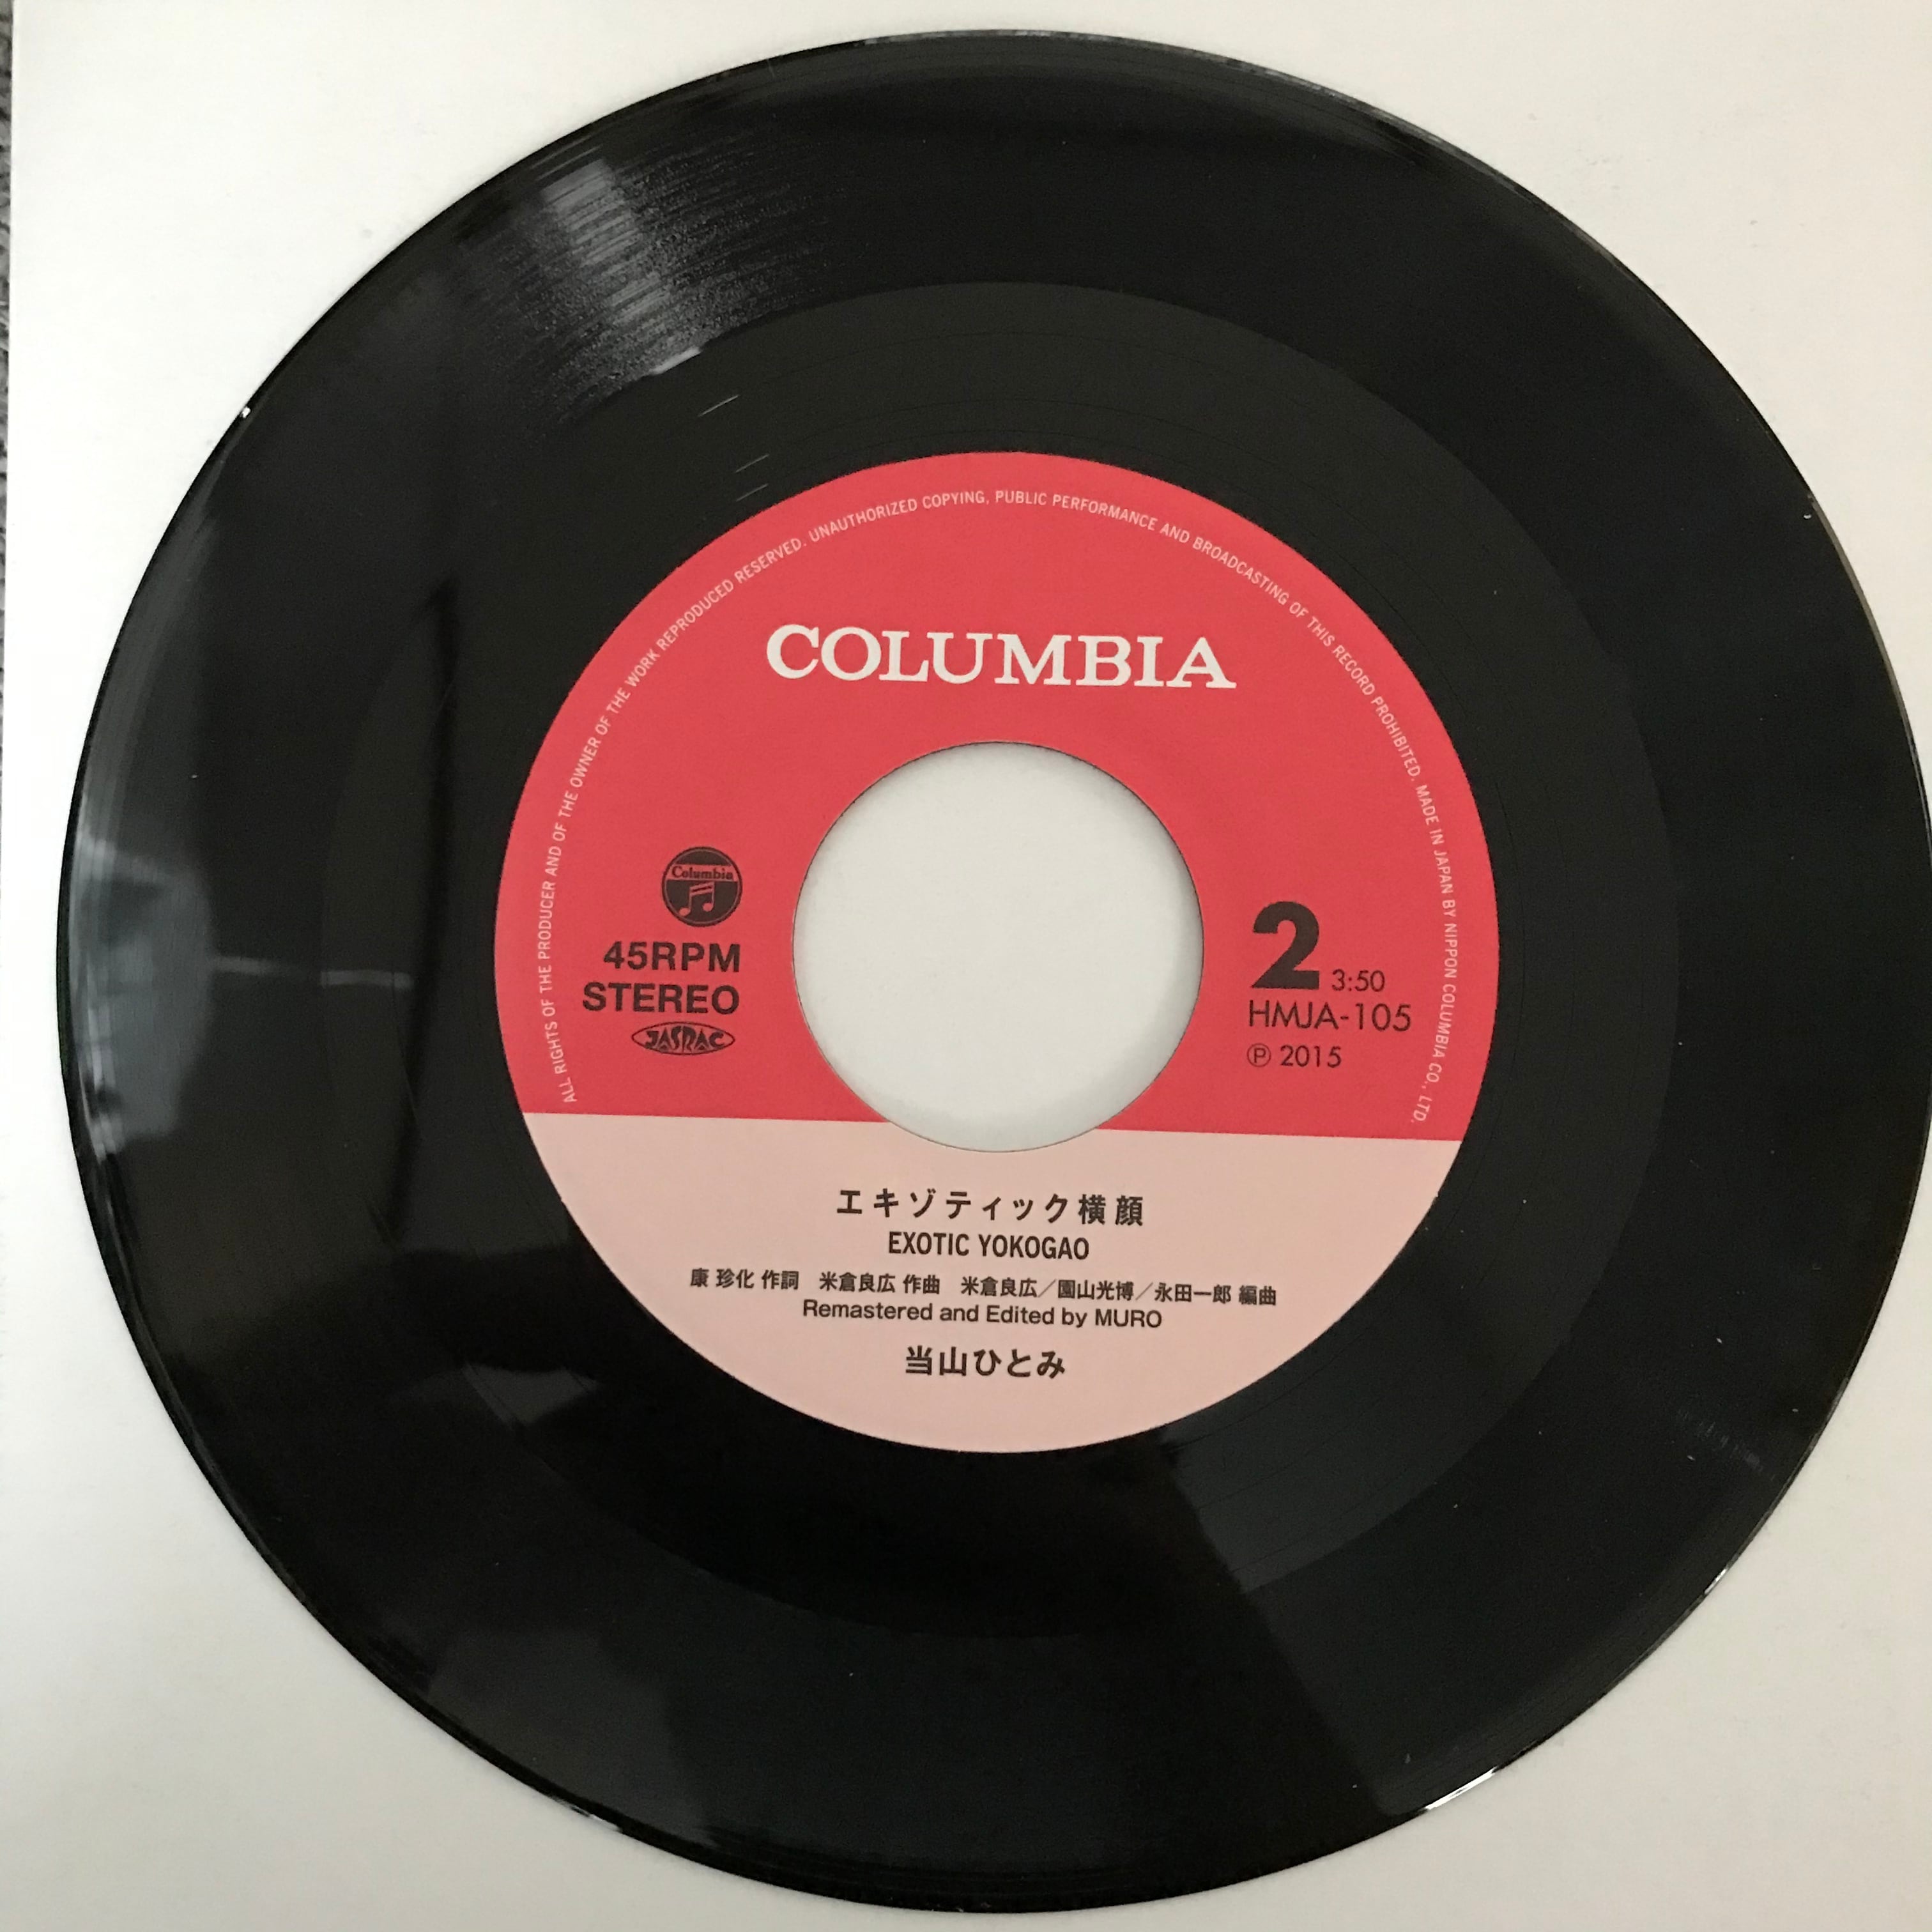 ALL RIGHTS OF THE PRODUCER AND OF THE OWNER OF THE WORK REPRODUCED RESERVED. UNAUTHORIZED COPYING, PUBLIC PERFORMANCE AND BROADCASTING OF THIS RECORD PROHIBITED. MADE IN JAPAN BY NIPPON COLUMBIA CO., LTD.
COLUMBIA
Columbia
45RPM
STEREO
JASRAC
2 3:50
HMJA-105
Ⓟ 2015
エキゾティック横顔
EXOTIC YOKOGAO
康 珍化 作詞 米倉良広 作曲 米倉良広／園山光博／永田一郎 編曲
Remastered and Edited by MURO
当山ひとみ